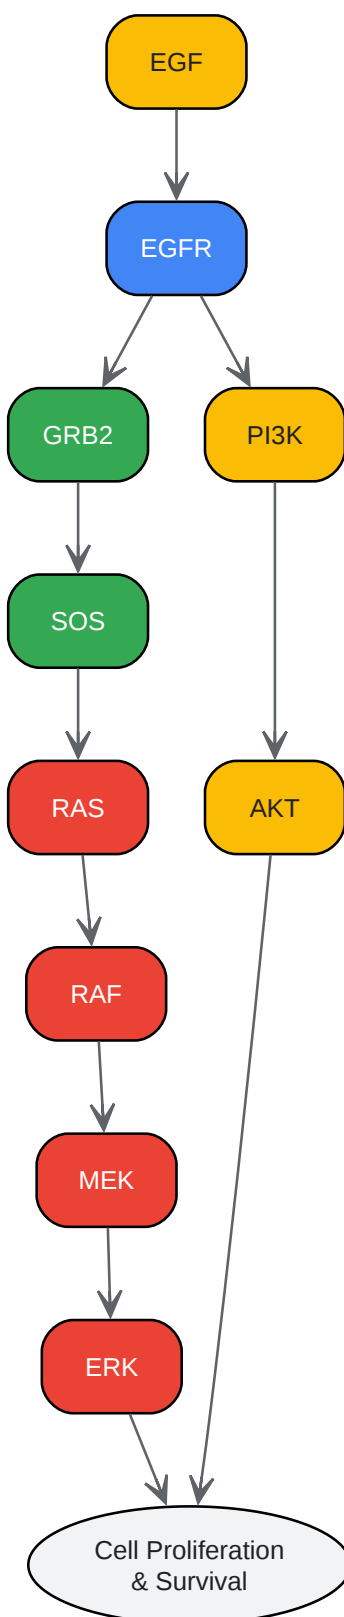 EGF
EGFR
GRB2
PI3K
SOS
RAS
AKT
RAF
MEK
ERK
Cell Proliferation
& Survival